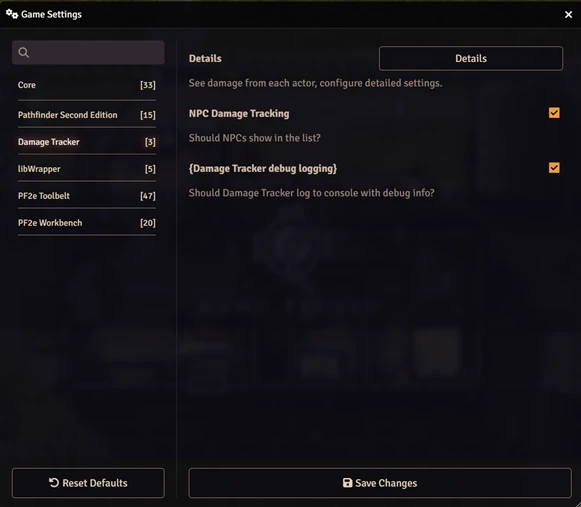 Game Settings
Core [33]
Pathfinder Second Edition [15]
Damage Tracker [3]
libWrapper [5]
PF2e Toolbelt [47]
PF2e Workbench [20]
Reset Defaults
Details Details
See damage from each actor, configure detailed settings.
NPC Damage Tracking
Should NPCs show in the list?
{Damage Tracker debug logging}
Should Damage Tracker log to console with debug info?
Save Changes